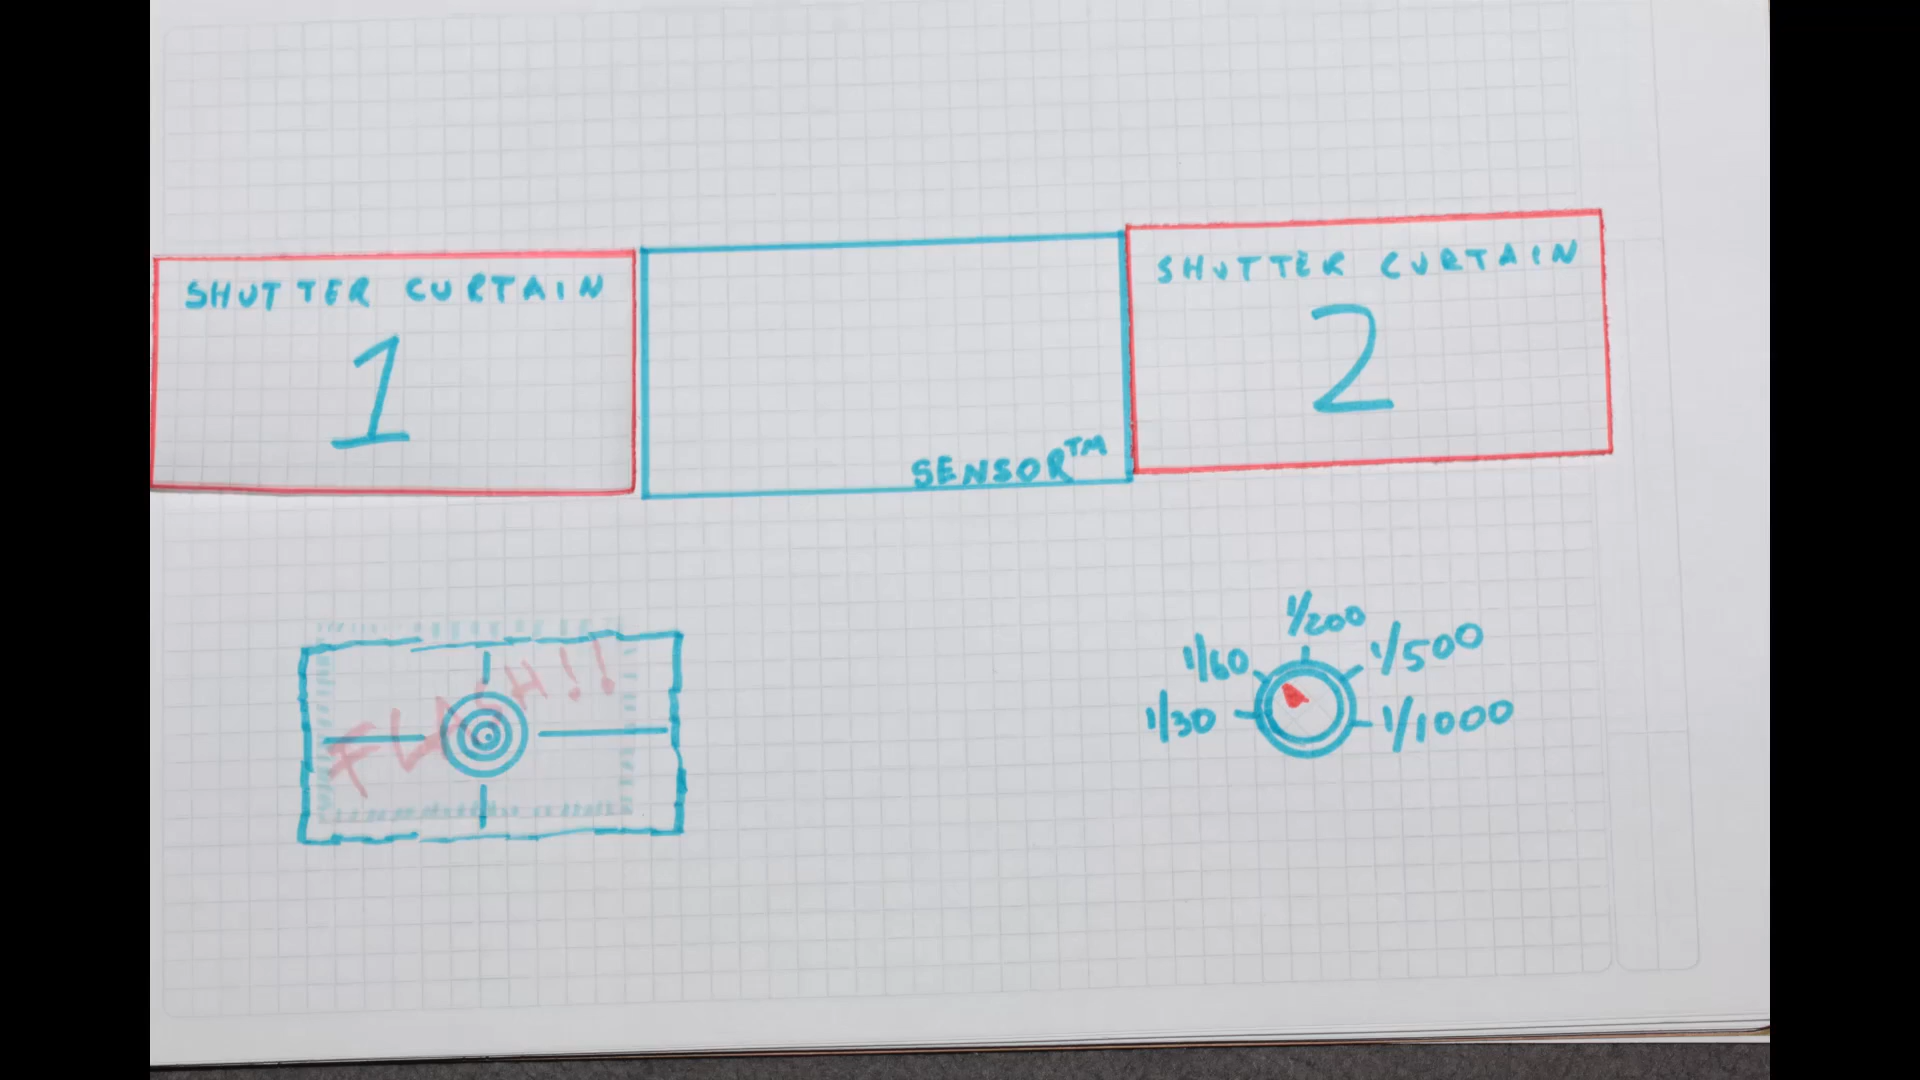 SHUTTER CURTAIN
1
SHUTTER CURTAIN
2
SENSOR™
FLASH!!
1/30
1/60
1/200
1/500
1/1000